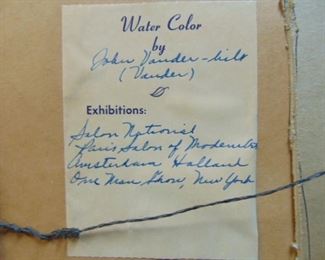 Water Color
by
John Vander-bilt
(Vander)
Exhibitions:
Salon National
Paris Salon of Modernists
Amsterdam Holland
One Man Show, New York